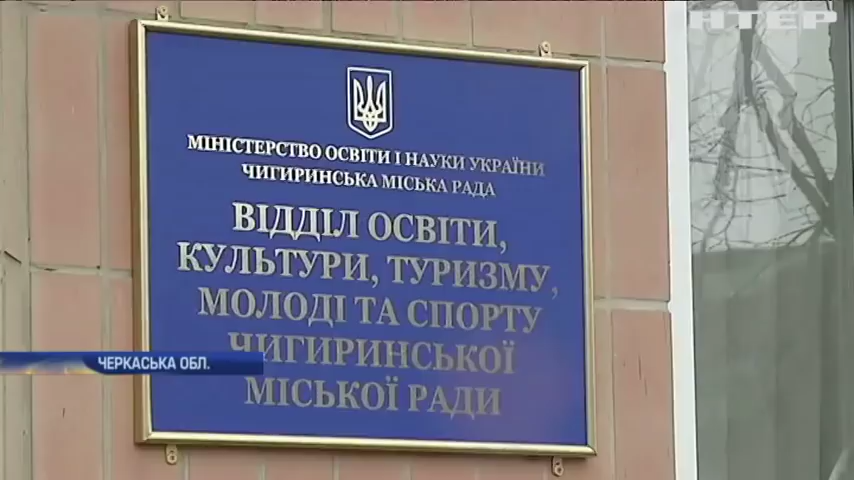 ІНТЕР
МІНІСТЕРСТВО ОСВІТИ І НАУКИ УКРАЇНИ
ЧИГИРИНСЬКА МІСЬКА РАДА
ВІДДІЛ ОСВІТИ,
КУЛЬТУРИ, ТУРИЗМУ,
МОЛОДІ ТА СПОРТУ
ЧИГИРИНСЬКОЇ
МІСЬКОЇ РАДИ
ЧЕРКАСЬКА ОБЛ.